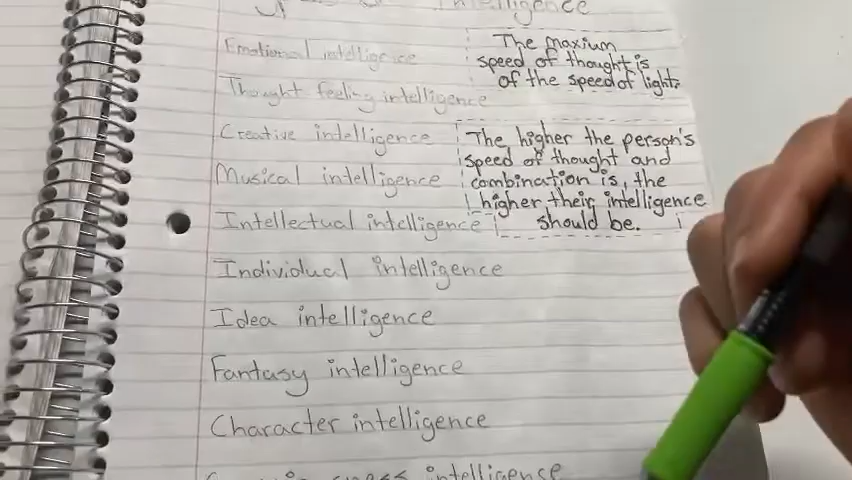 Intelligence
Emotional intelligence
Thought feeling intelligence
Creative intelligence
Musical intelligence
Intellectual intelligence
Individual intelligence
Idea intelligence
Fantasy intelligence
Character intelligence
intelligence
The maxium
speed of thought is
of the speed of light.
The higher the person's
speed of thought and
combination is, the
higher their intelligence
should be.